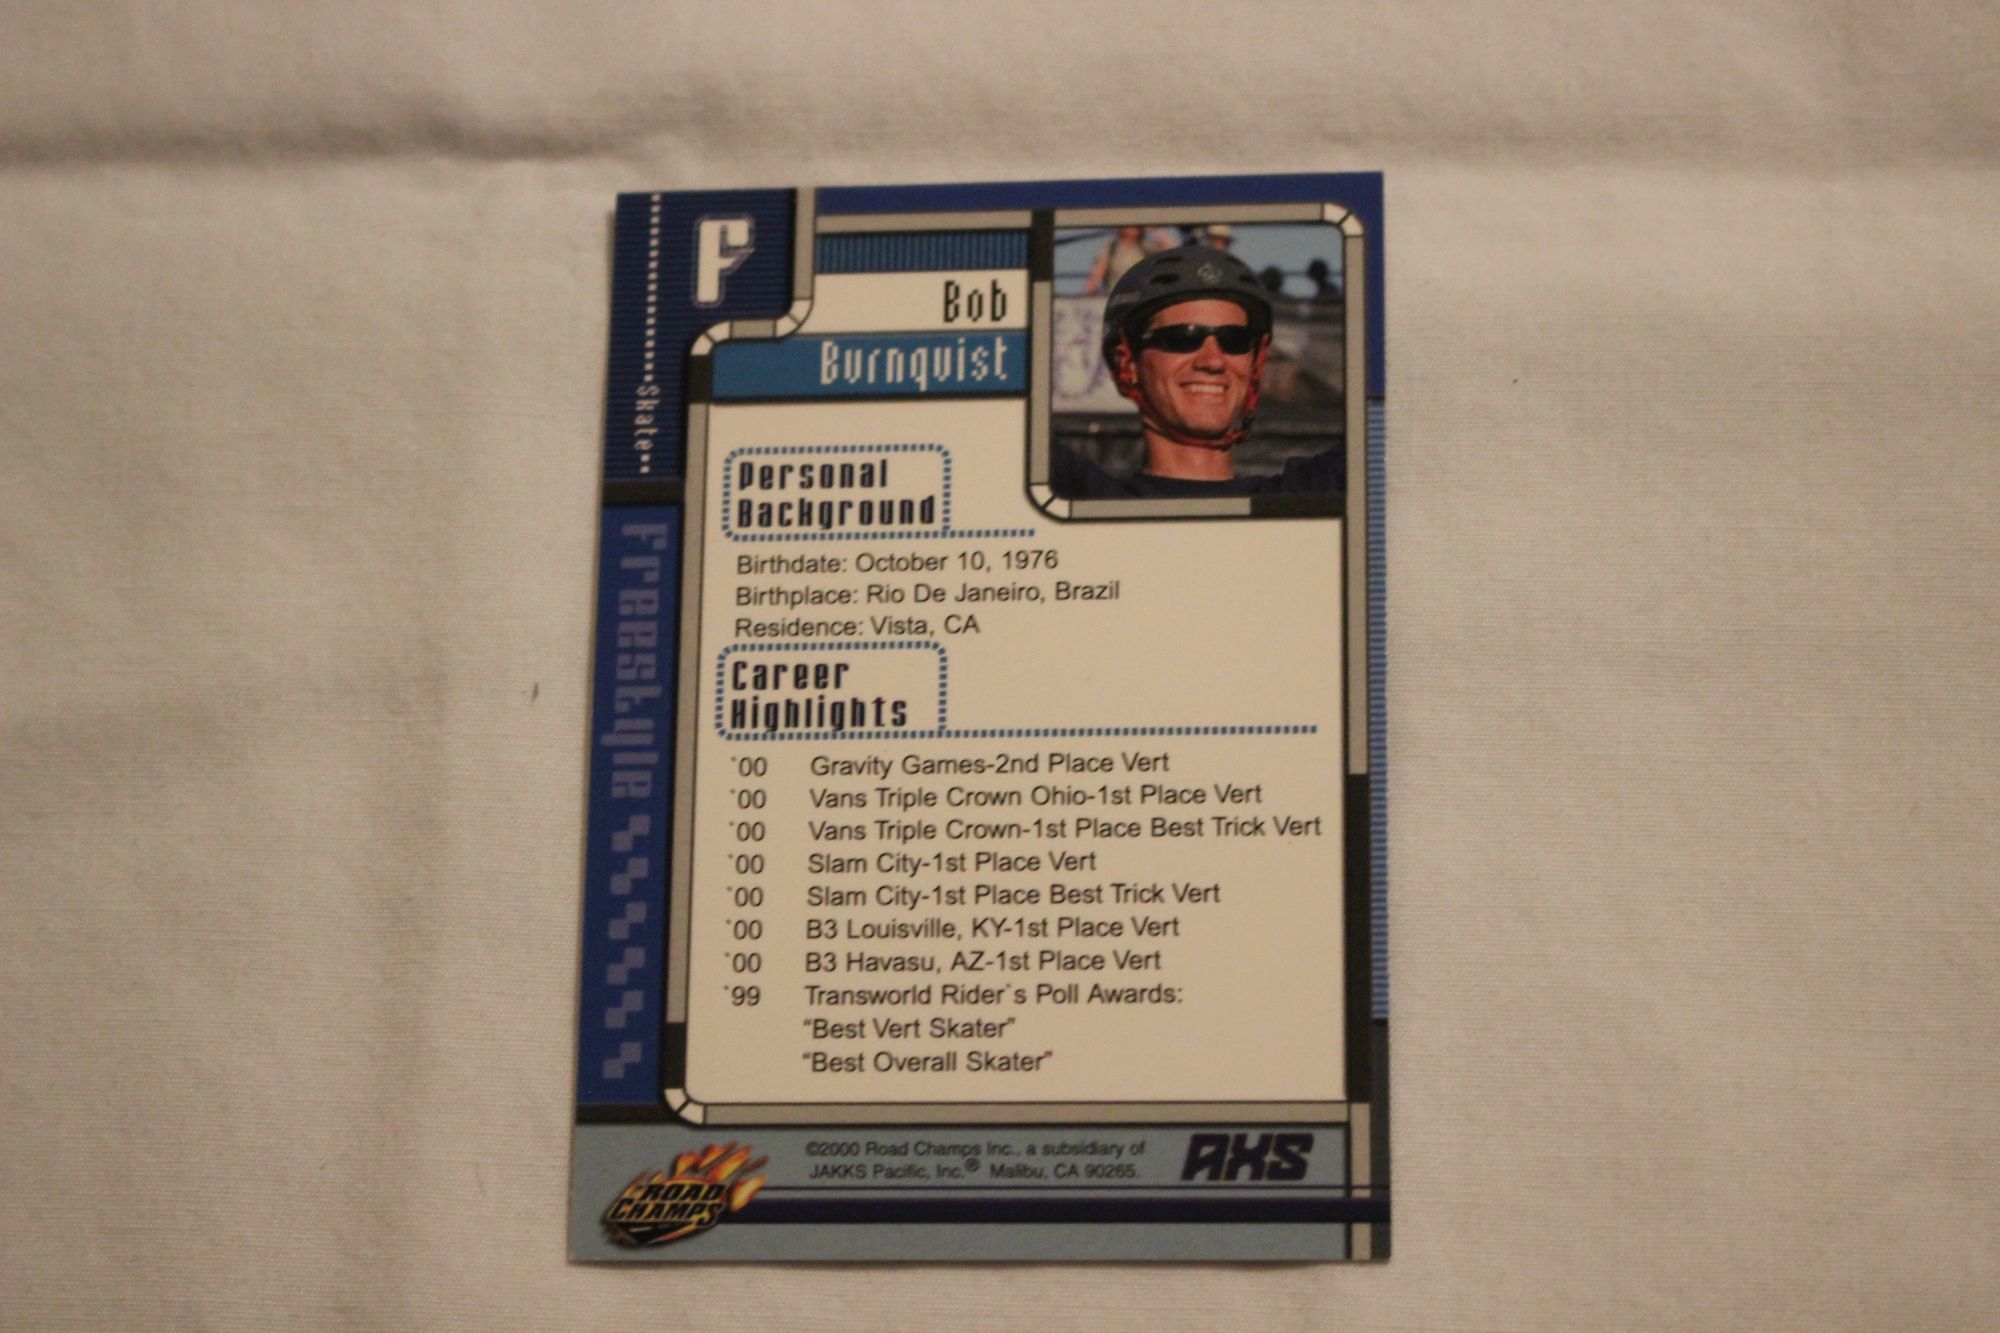 F
Skate
Freestyle
Bob
Burnquist
Personal
Background
Birthdate: October 10, 1976
Birthplace: Rio De Janeiro, Brazil
Residence: Vista, CA
Career
Highlights
'00 Gravity Games-2nd Place Vert
'00 Vans Triple Crown Ohio-1st Place Vert
'00 Vans Triple Crown-1st Place Best Trick Vert
'00 Slam City-1st Place Vert
'00 Slam City-1st Place Best Trick Vert
'00 B3 Louisville, KY-1st Place Vert
'00 B3 Havasu, AZ-1st Place Vert
'99 Transworld Rider`s Poll Awards:
“Best Vert Skater”
“Best Overall Skater”
ROAD
CHAMPS
©2000 Road Champs Inc., a subsidiary of
JAKKS Pacific, Inc.® Malibu, CA 90265.
AXS